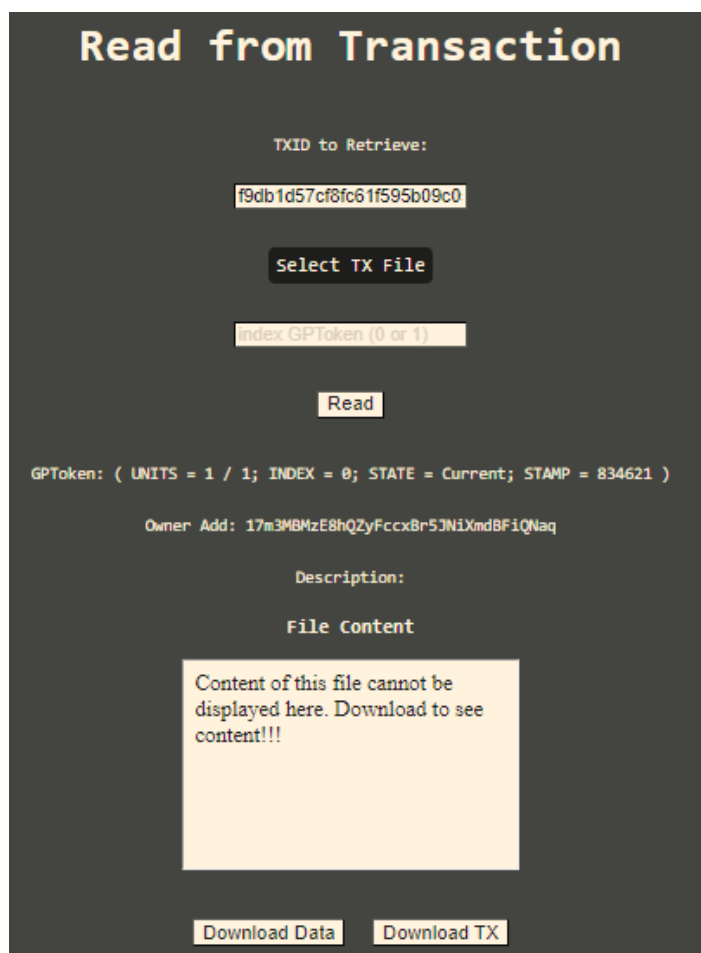 Read from Transaction
TXID to Retrieve:
f9db1d57cf8fc61f595b09c0
Select TX File
index GPToken (0 or 1)
Read
GPToken: ( UNITS = 1 / 1; INDEX = 0; STATE = Current; STAMP = 834621 )
Owner Add: 17m3MBMzE8hQZyFccxBr5JNiXmdBFiQNaq
Description:
File Content
Content of this file cannot be
displayed here. Download to see
content!!!
Download Data Download TX